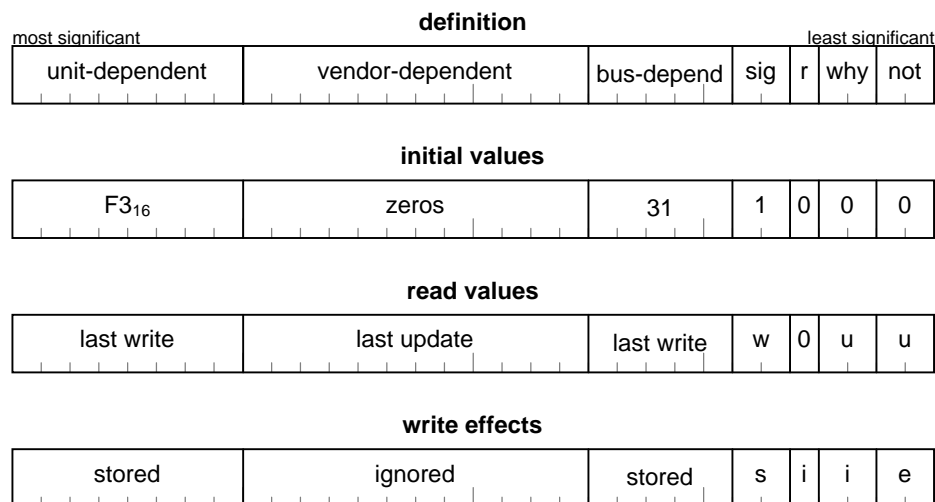 definition
most significant least significant
unit-dependent vendor-dependent bus-depend sig r why not
initial values
F3₁₆ zeros 31 1 0 0 0
read values
last write last update last write w 0 u u
write effects
stored ignored stored s i i e